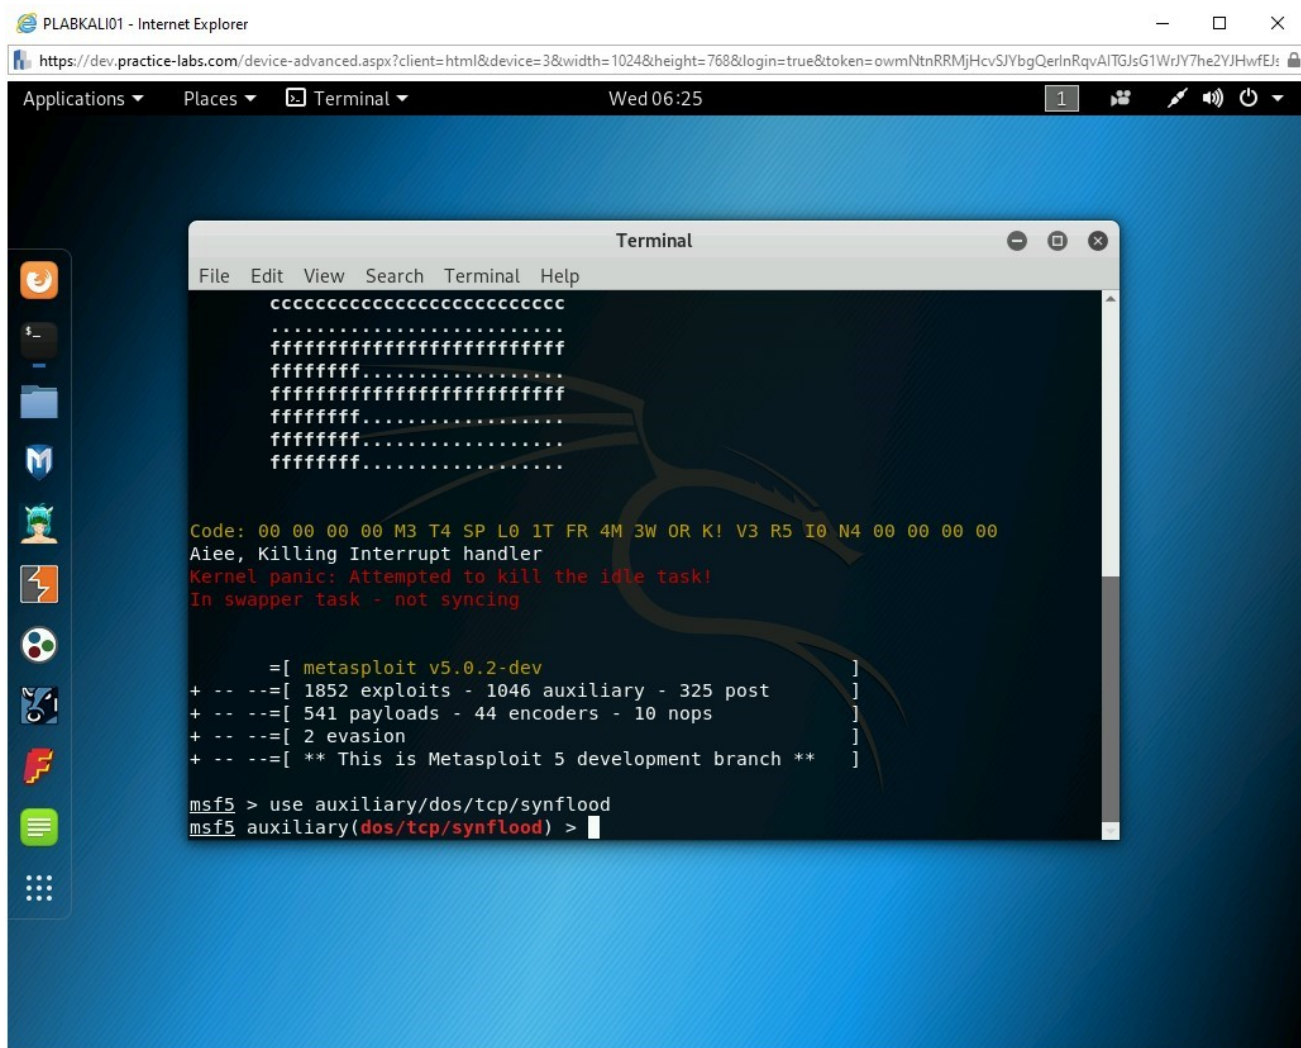 PLABKALI01 - Internet Explorer
https://dev.practice-labs.com/device-advanced.aspx?client=html&device=3&width=1024&height=768&login=true&token=
Applications Places Terminal Wed 06:25 1
Terminal
File Edit View Search Terminal Help
cccccccccccccccccccccccccc
..........................
ffffffffffffffffffffffffff
ffffffff..................
ffffffffffffffffffffffffff
ffffffff..................
ffffffff..................
ffffffff..................
Code: 00 00 00 00 M3 T4 SP L0 1T FR 4M 3W OR K! V3 R5 I0 N4 00 00 00 00
Aiee, Killing Interrupt handler
Kernel panic: Attempted to kill the idle task!
In swapper task - not syncing
=[ metasploit v5.0.2-dev ]
+ -- --=[ 1852 exploits - 1046 auxiliary - 325 post ]
+ -- --=[ 541 payloads - 44 encoders - 10 nops ]
+ -- --=[ 2 evasion ]
+ -- --=[ ** This is Metasploit 5 development branch ** ]
msf5 > use auxiliary/dos/tcp/synflood
msf5 auxiliary(dos/tcp/synflood) >